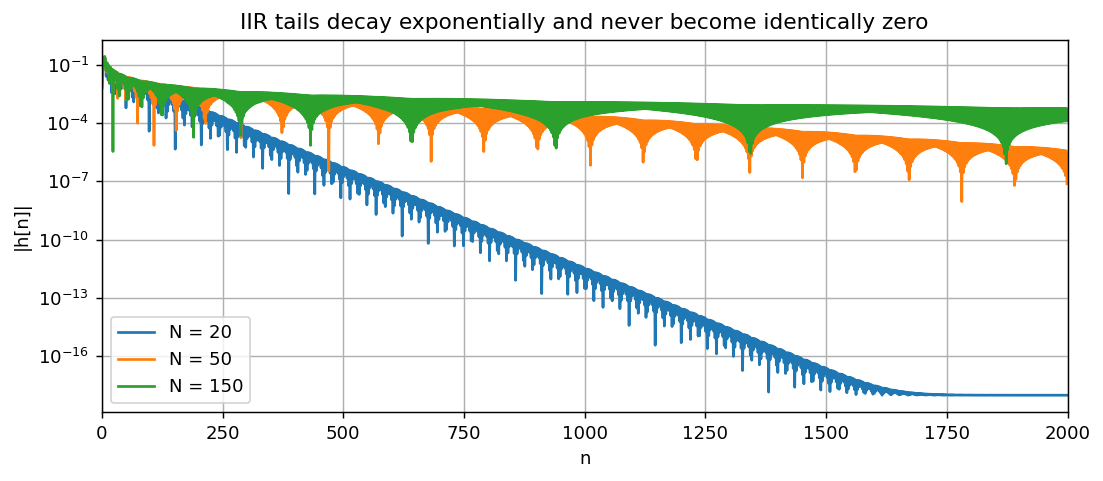 IIR tails decay exponentially and never become identically zero
|h[n]|
10⁻¹
10⁻⁴
10⁻⁷
10⁻¹⁰
10⁻¹³
10⁻¹⁶
N = 20
N = 50
N = 150
0 250 500 750 1000 1250 1500 1750 2000
n